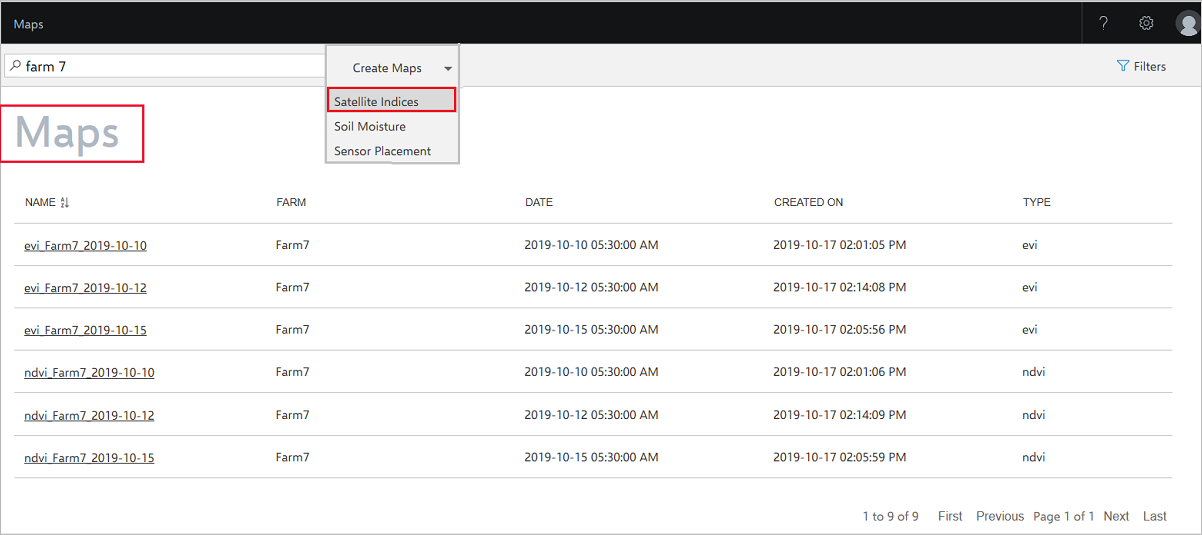 Maps ?
farm 7 Create Maps Filters
Satellite Indices
Soil Moisture
Sensor Placement
Maps
NAME FARM DATE CREATED ON TYPE
evi_Farm7_2019-10-10 Farm7 2019-10-10 05:30:00 AM 2019-10-17 02:01:05 PM evi
evi_Farm7_2019-10-12 Farm7 2019-10-12 05:30:00 AM 2019-10-17 02:14:08 PM evi
evi_Farm7_2019-10-15 Farm7 2019-10-15 05:30:00 AM 2019-10-17 02:05:56 PM evi
ndvi_Farm7_2019-10-10 Farm7 2019-10-10 05:30:00 AM 2019-10-17 02:01:06 PM ndvi
ndvi_Farm7_2019-10-12 Farm7 2019-10-12 05:30:00 AM 2019-10-17 02:14:09 PM ndvi
ndvi_Farm7_2019-10-15 Farm7 2019-10-15 05:30:00 AM 2019-10-17 02:05:59 PM ndvi
1 to 9 of 9 First Previous Page 1 of 1 Next Last